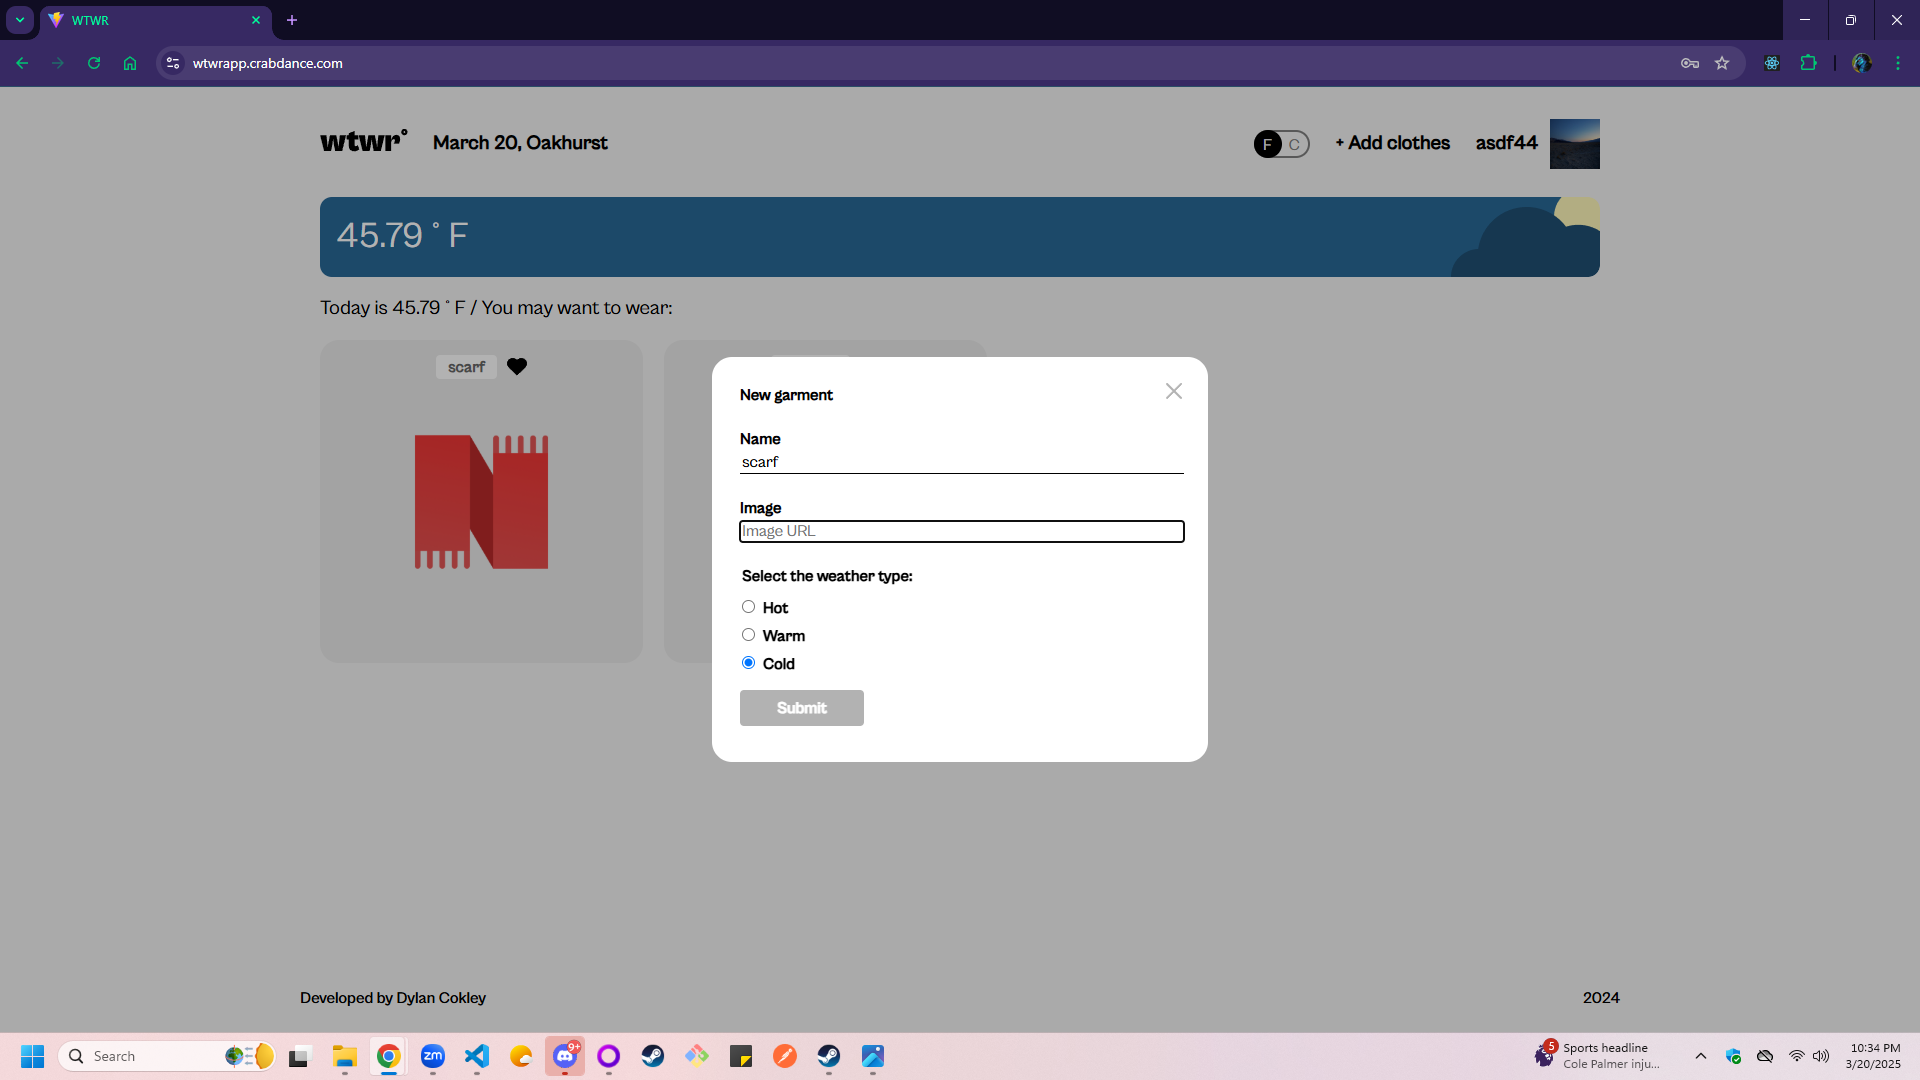 WTWR
wtwrapp.crabdance.com
wtwr°
March 20, Oakhurst
F C
+ Add clothes
asdf44
45.79 ° F
Today is 45.79 ° F / You may want to wear:
scarf
New garment
Name
scarf
Image
Image URL
Select the weather type:
Hot
Warm
Cold
Submit
Developed by Dylan Cokley
2024
Search
zm
9+
5
Sports headline
Cole Palmer inju...
10:34 PM
3/20/2025